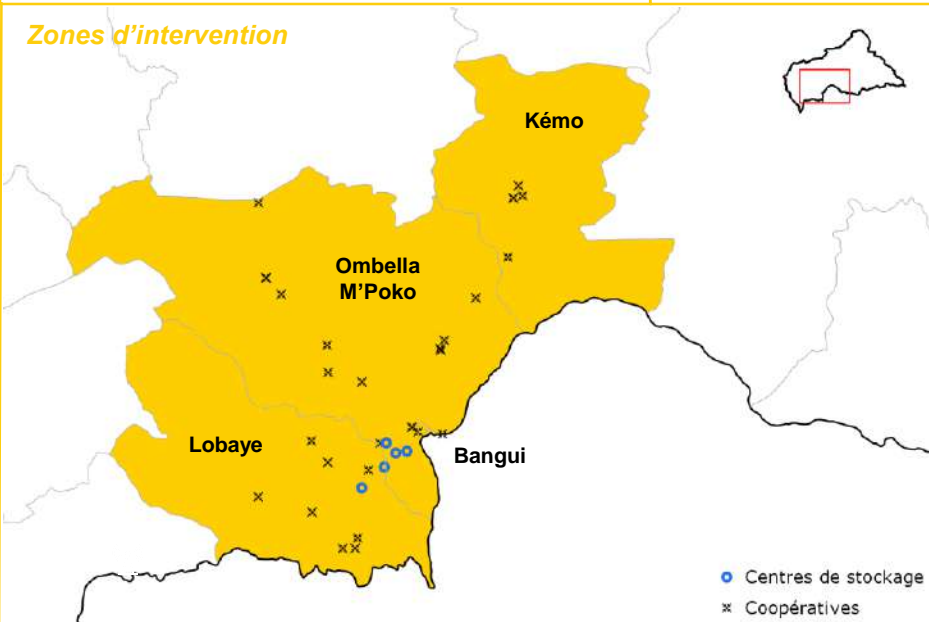 Zones d'intervention
Kémo
Ombella
M'Poko
Lobaye
Bangui
Centres de stockage
Coopératives